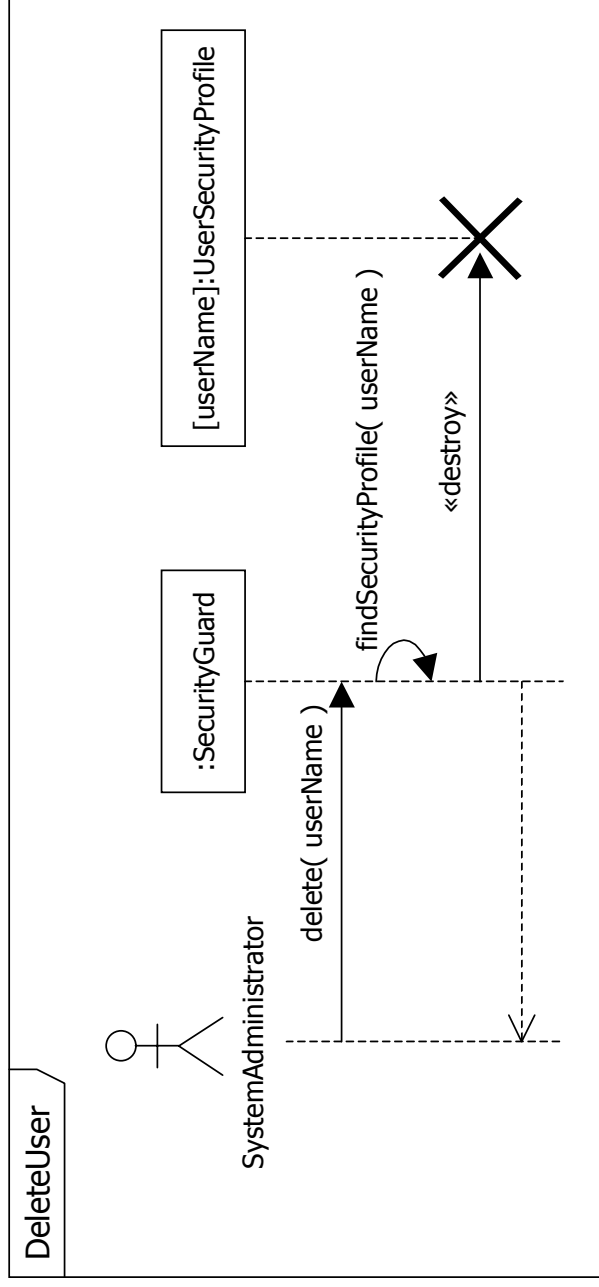 DeleteUser
SystemAdministrator
:SecurityGuard
[userName]:UserSecurityProfile
delete( userName )
findSecurityProfile( userName )
«destroy»